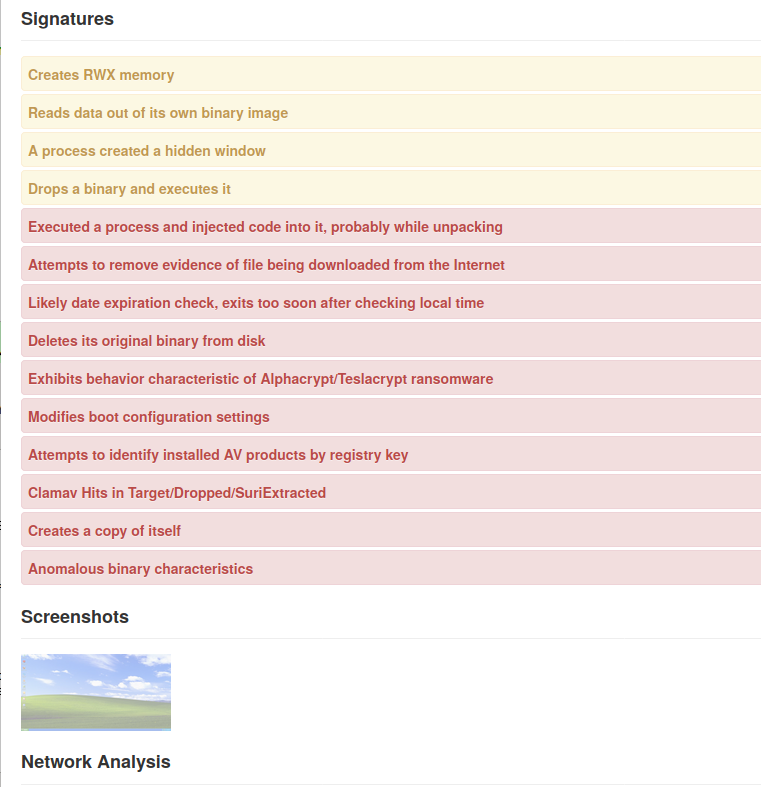 Signatures
Creates RWX memory
Reads data out of its own binary image
A process created a hidden window
Drops a binary and executes it
Executed a process and injected code into it, probably while unpacking
Attempts to remove evidence of file being downloaded from the Internet
Likely date expiration check, exits too soon after checking local time
Deletes its original binary from disk
Exhibits behavior characteristic of Alphacrypt/Teslacrypt ransomware
Modifies boot configuration settings
Attempts to identify installed AV products by registry key
Clamav Hits in Target/Dropped/SuriExtracted
Creates a copy of itself
Anomalous binary characteristics
Screenshots
Network Analysis